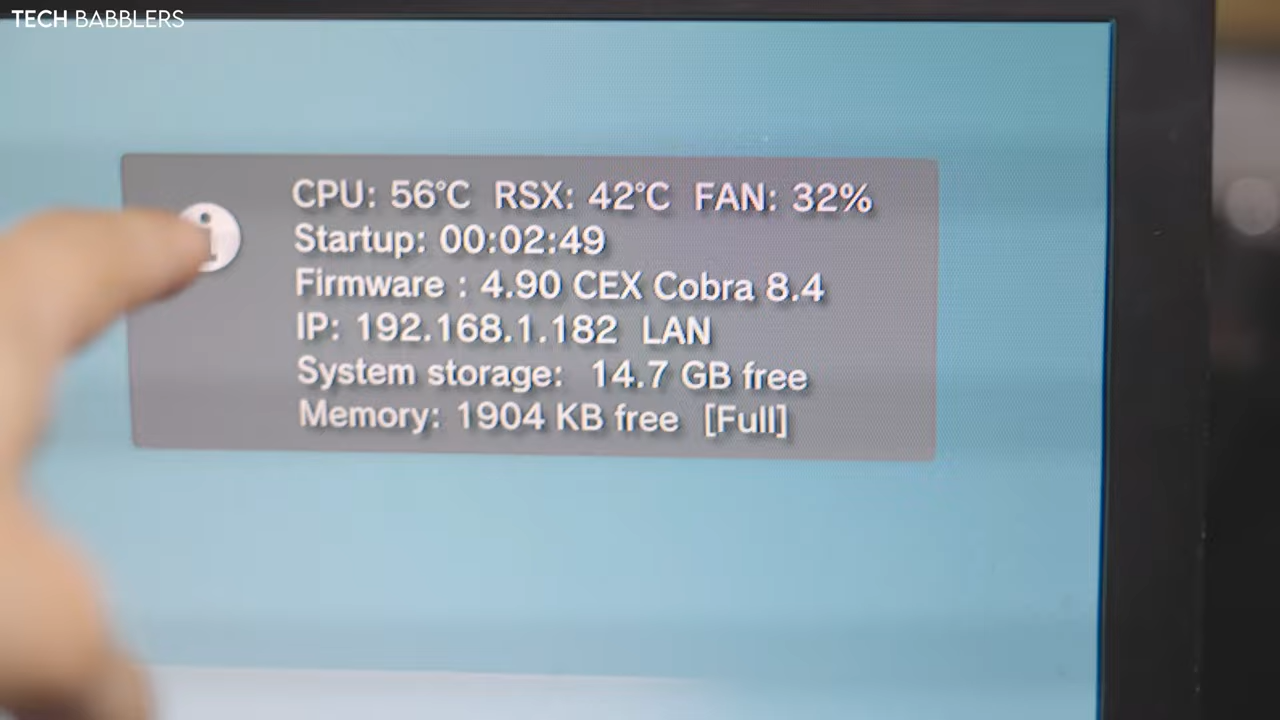 TECH BABBLERS
CPU: 56°C RSX: 42°C FAN: 32%
Startup: 00:02:49
Firmware : 4.90 CEX Cobra 8.4
IP: 192.168.1.182 LAN
System storage: 14.7 GB free
Memory: 1904 KB free [Full]